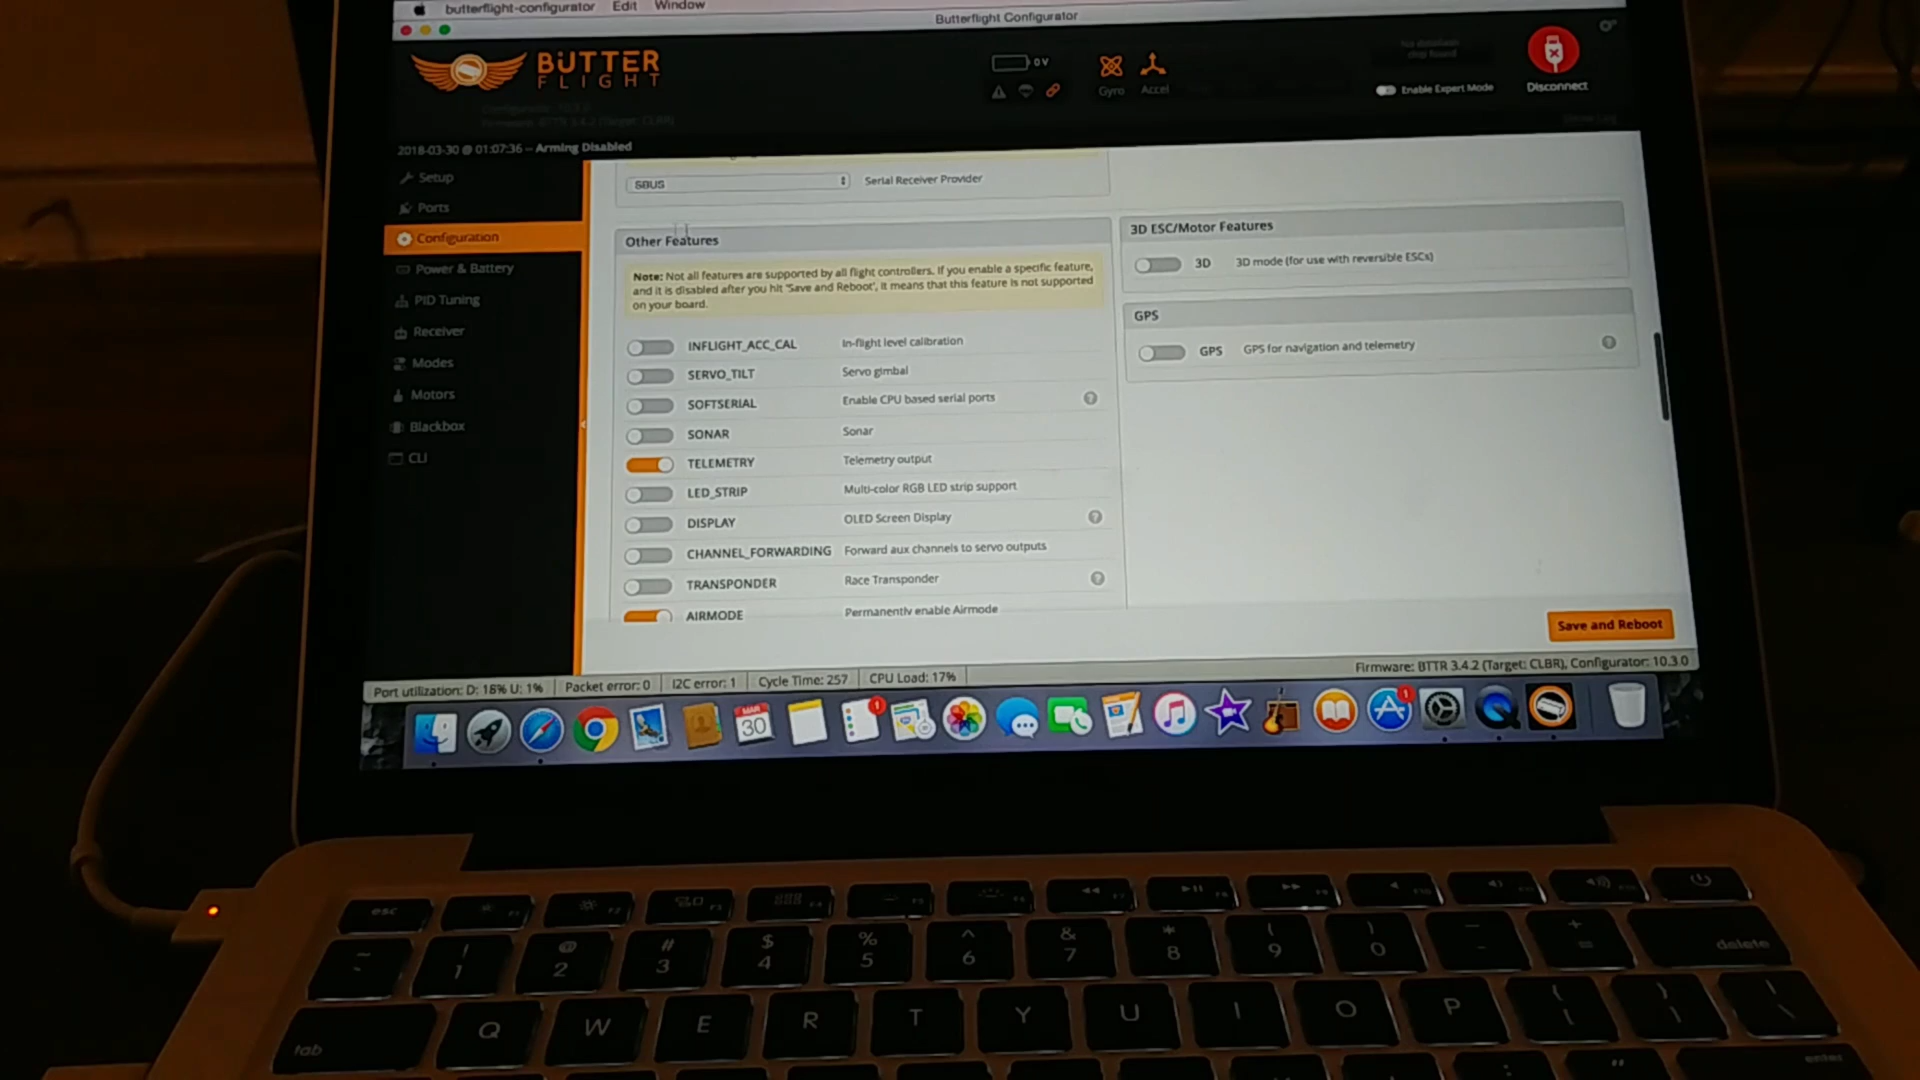 butterflight-configurator Edit Window
Butterflight Configurator
BUTTER
FLIGHT
0 V
Gyro Accel
Enable Expert Mode
Disconnect
2018-03-30 @ 01:07:36 -- Arming Disabled
Setup
Ports
Configuration
Power & Battery
PID Tuning
Receiver
Modes
Motors
Blackbox
CLI
SBUS Serial Receiver Provider
Other Features
Note: Not all features are supported by all flight controllers. If you enable a specific feature,
and it is disabled after you hit 'Save and Reboot', it means that this feature is not supported
on your board.
INFLIGHT_ACC_CAL In-flight level calibration
SERVO_TILT Servo gimbal
SOFTSERIAL Enable CPU based serial ports
SONAR Sonar
TELEMETRY Telemetry output
LED_STRIP Multi-color RGB LED strip support
DISPLAY OLED Screen Display
CHANNEL_FORWARDING Forward aux channels to servo outputs
TRANSPONDER Race Transponder
AIRMODE Permanently enable Airmode
3D ESC/Motor Features
3D 3D mode (for use with reversible ESCs)
GPS
GPS GPS for navigation and telemetry
Save and Reboot
Port utilization: D: 18% U: 1% Packet error: 0 I2C error: 1 Cycle Time: 257 CPU Load: 17%
Firmware: BTTR 3.4.2 (Target: CLBR), Configurator: 10.3.0
MAR
30
1
1
esc
~ ! @ # $ % ^ & * ( ) — +
1 2 3 4 5 6 7 8 9 0 - = delete
tab Q W E R T Y U I O P { } \
[ ]